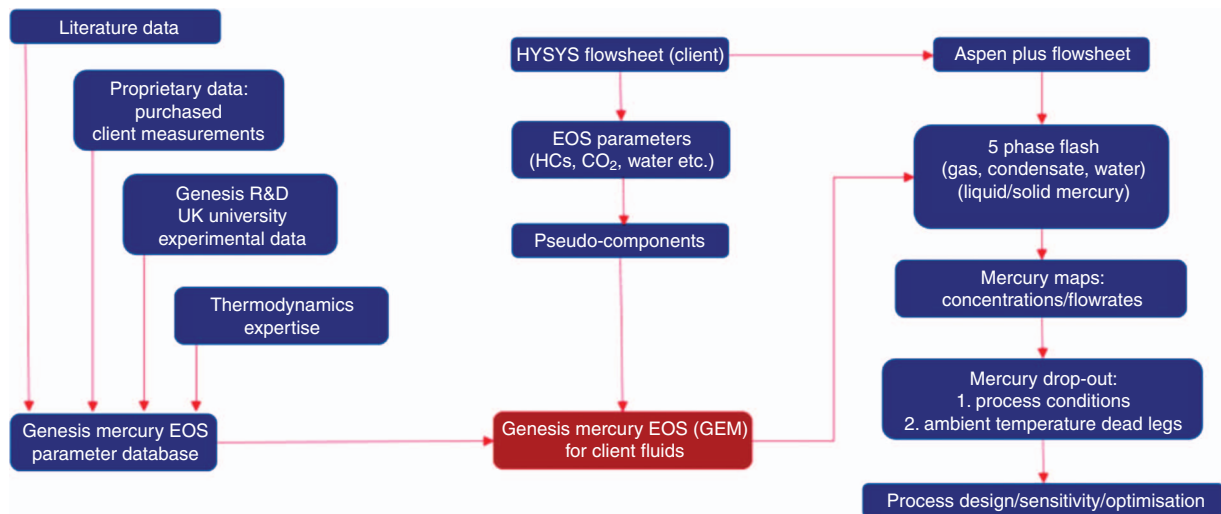 Literature data
Proprietary data:
purchased
client measurements
Genesis R&D
UK university
experimental data
Thermodynamics
expertise
Genesis mercury EOS
parameter database
HYSYS flowsheet (client)
EOS parameters
(HCs, CO₂, water etc.)
Pseudo-components
Genesis mercury EOS (GEM)
for client fluids
Aspen plus flowsheet
5 phase flash
(gas, condensate, water)
(liquid/solid mercury)
Mercury maps:
concentrations/flowrates
Mercury drop-out:
1. process conditions
2. ambient temperature dead legs
Process design/sensitivity/optimisation